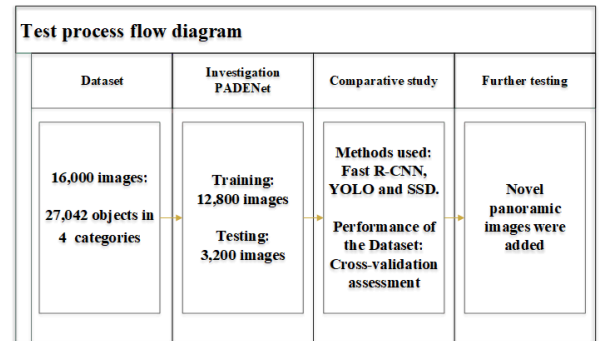 Test process flow diagram
Dataset
Investigation
PADENet
Comparative study
Further testing
16,000 images:
27,042 objects in
4 categories
Training:
12,800 images
Testing:
3,200 images
Methods used:
Fast R-CNN,
YOLO and SSD.
Performance of
the Dataset:
Cross-validation
assessment
Novel
panoramic
images were
added